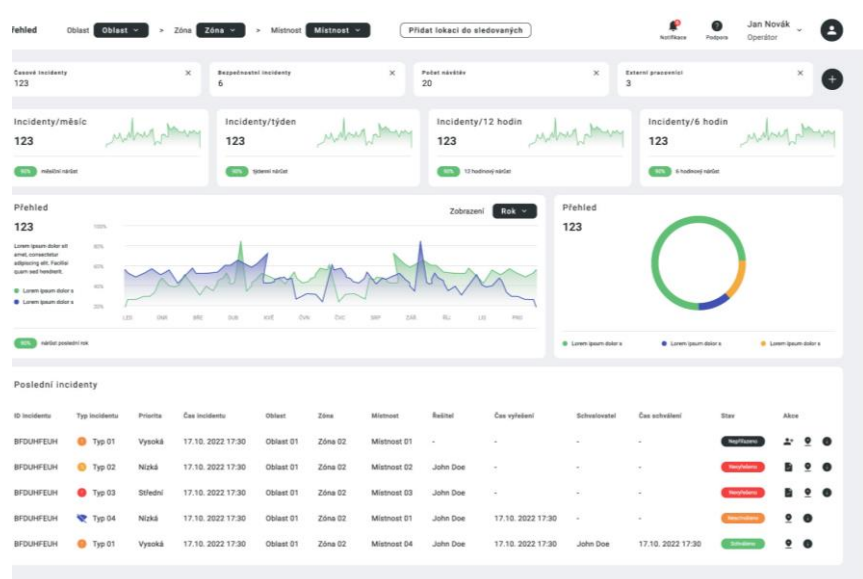 Přehled Oblast Oblast > Zóna Zóna > Místnost Místnost Přidat lokaci do sledovaných Notifikace Podpora Jan Novák
Operátor
Časové incidenty Bezpečnostní incidenty Počet návštěv Externí pracovníci
123 6 20 3
Incidenty/měsíc Incidenty/týden Incidenty/12 hodin Incidenty/6 hodin
123 123 123 123
90% měsíční nárůst 90% týdenní nárůst 90% 12 hodinový nárůst 90% 6 hodinový nárůst
Přehled Zobrazení Rok Přehled
123 123
Lorem ipsum dolor sit
amet, consectetur
adipiscing elit. Facilisi
quam sed hendrerit.
Lorem ipsum dolor s
Lorem ipsum dolor s
100%
80%
60%
40%
20%
LED ÚNR BŘE DUB KVĚ ČVN ČVC SRP ZÁŘ ŘÍJ LIS PRO
90% nárůst poslední rok
Lorem ipsum dolor s Lorem ipsum dolor s Lorem ipsum dolor s
Poslední incidenty
ID incidentu Typ incidentu Priorita Čas incidentu Oblast Zóna Místnost Řešitel Čas vyřešení Schvalovatel Čas schválení Stav Akce
BFDUHFEUH Typ 01 Vysoká 17.10. 2022 17:30 Oblast 01 Zóna 02 Místnost 01 - - - - Nepřiřazeno
BFDUHFEUH Typ 02 Nízká 17.10. 2022 17:30 Oblast 01 Zóna 02 Místnost 02 John Doe - - - Nevyřešeno
BFDUHFEUH Typ 03 Střední 17.10. 2022 17:30 Oblast 01 Zóna 02 Místnost 03 John Doe - - - Nevyřešeno
BFDUHFEUH Typ 04 Nízká 17.10. 2022 17:30 Oblast 01 Zóna 02 Místnost 01 John Doe 17.10. 2022 17:30 - - Neschváleno
BFDUHFEUH Typ 01 Vysoká 17.10. 2022 17:30 Oblast 01 Zóna 02 Místnost 04 John Doe 17.10. 2022 17:30 John Doe 17.10. 2022 17:30 Schváleno